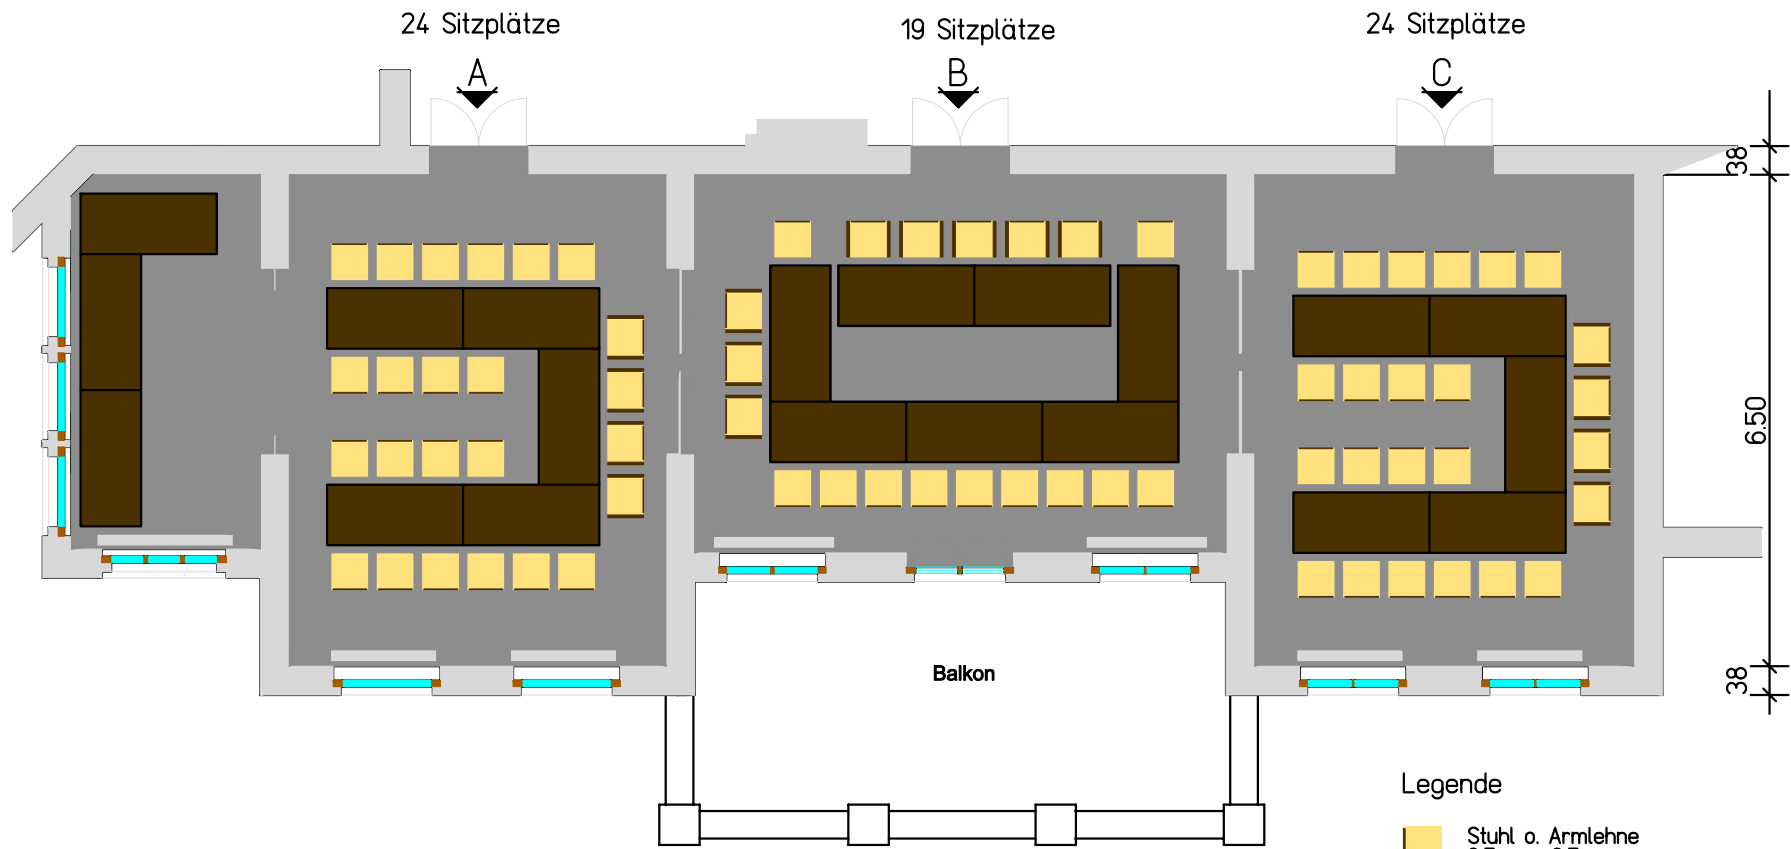 24 Sitzplätze
19 Sitzplätze
24 Sitzplätze
A
B
C
38
6.50
38
Balkon
Legende
Stuhl o. Armlehne